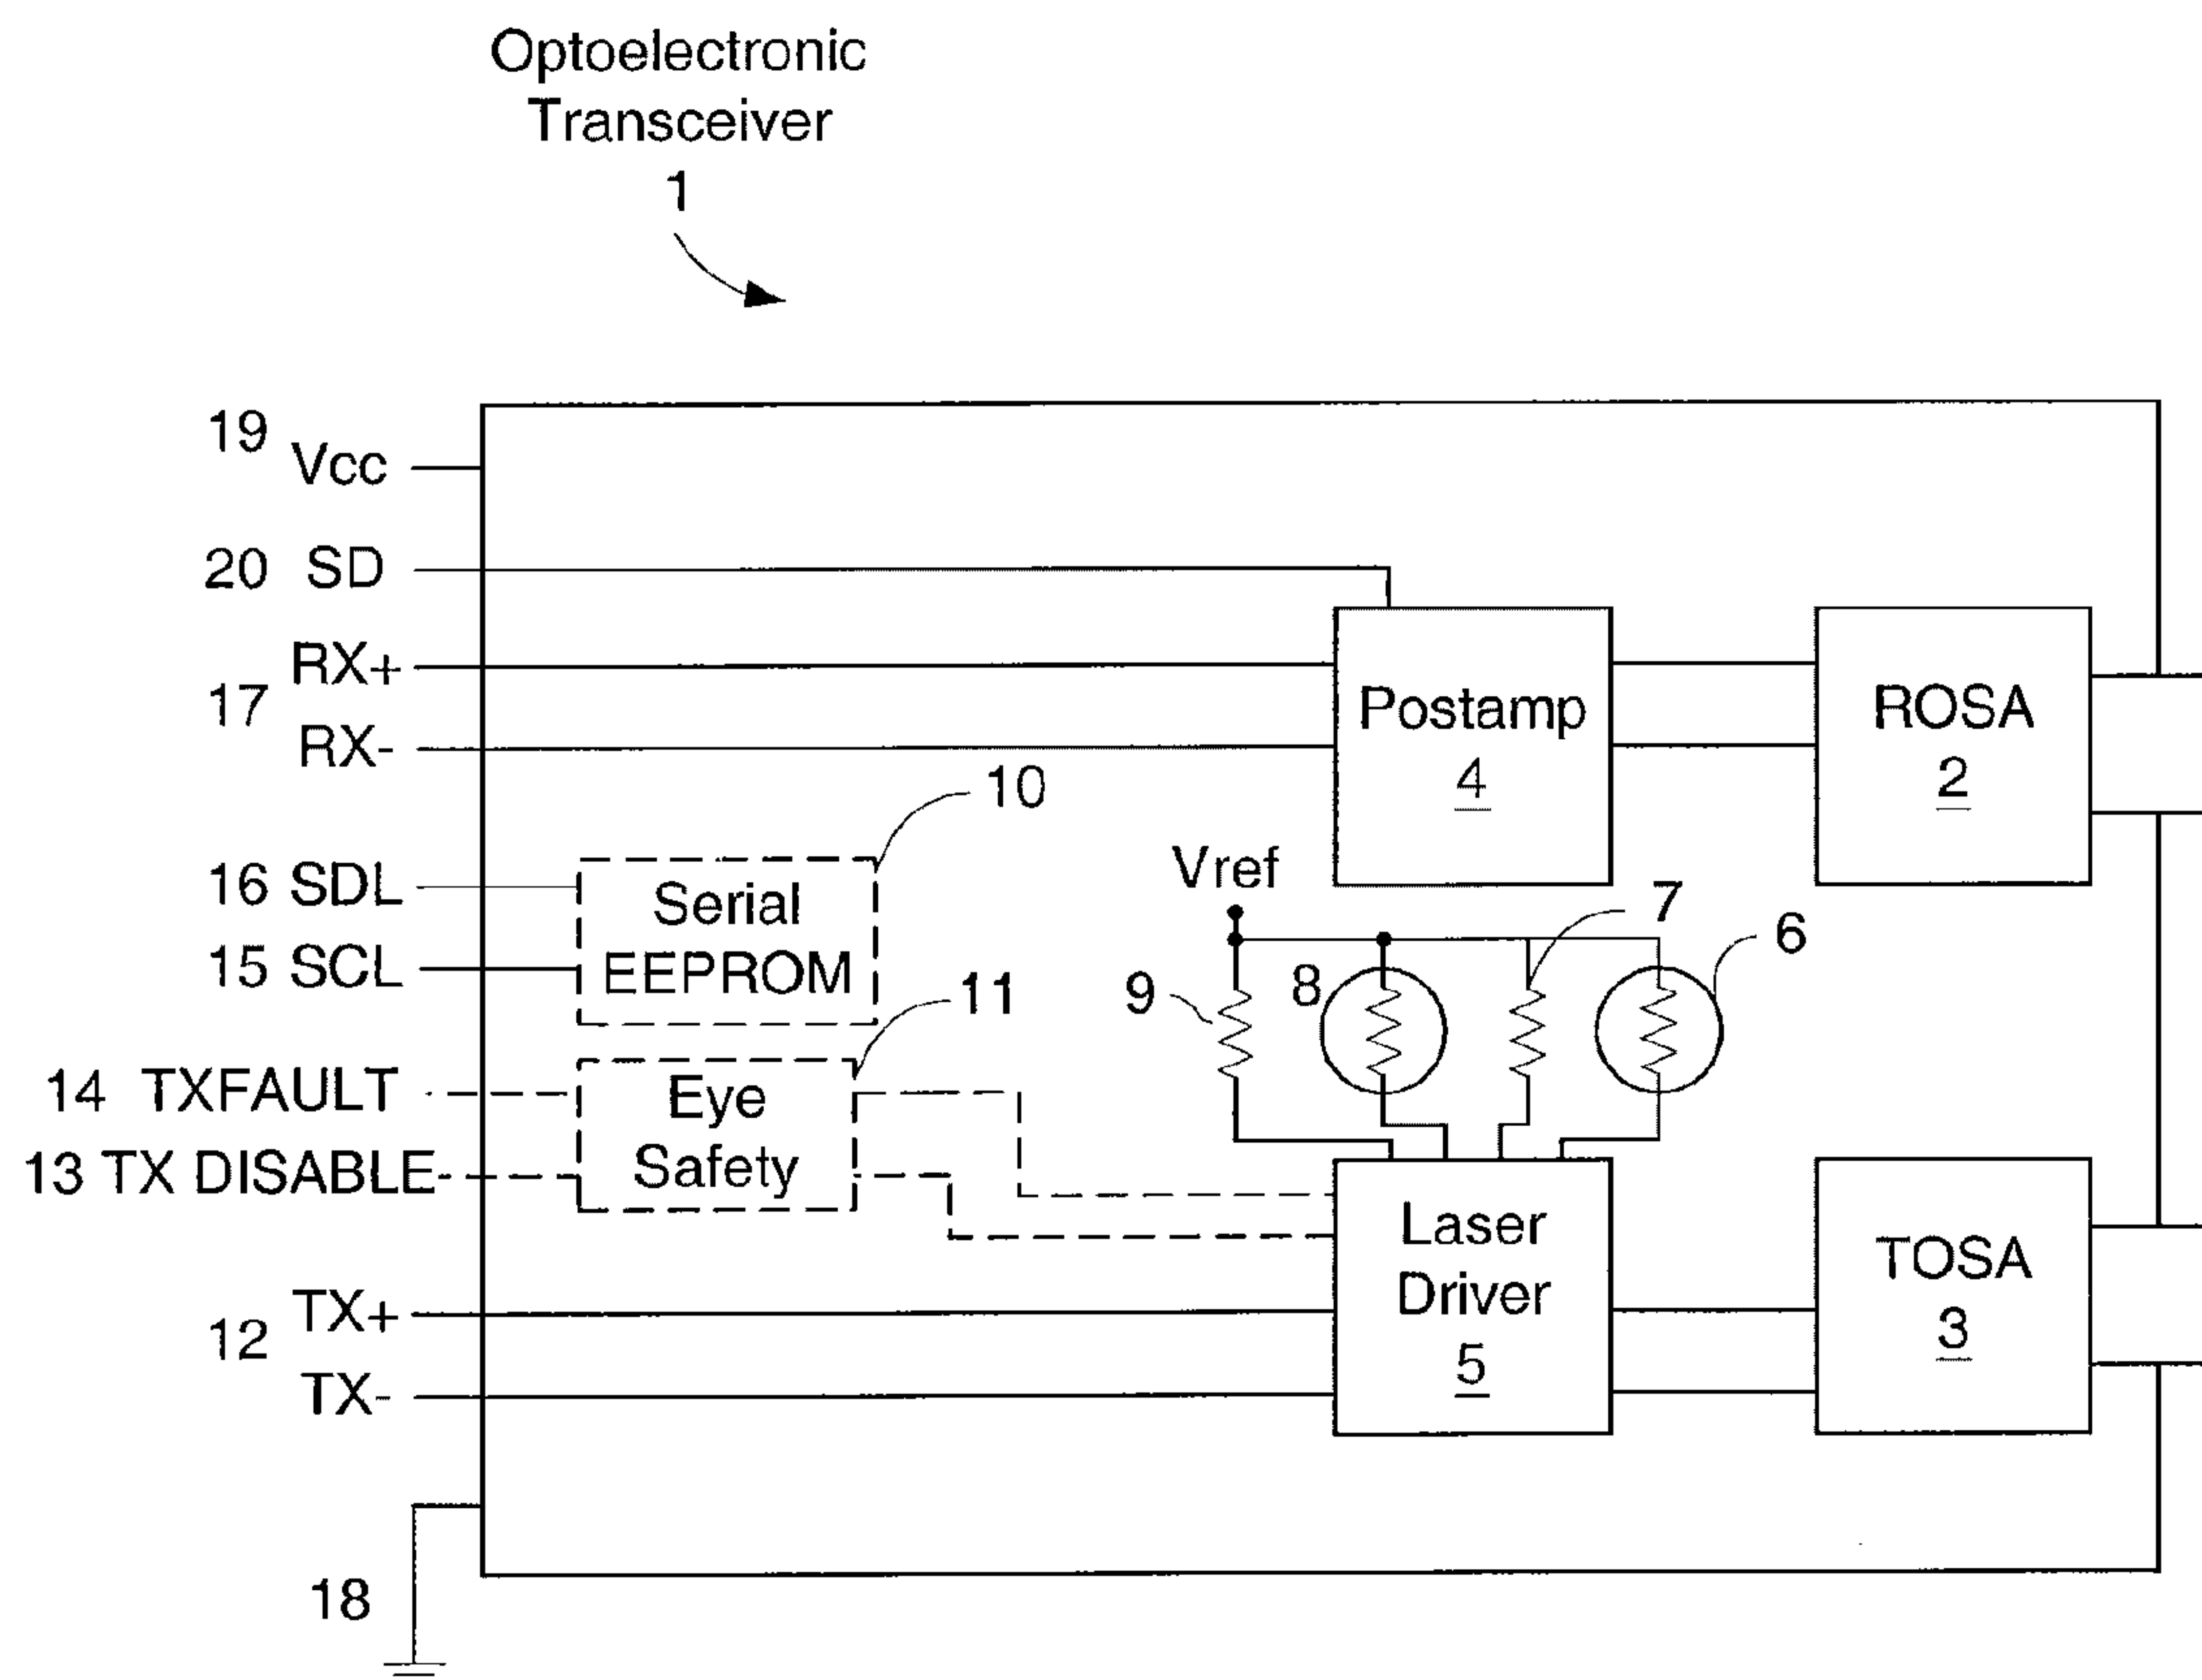 Optoelectronic
Transceiver
1
19
Vcc
20 SD
RX+
17
RX-
Postamp
4
ROSA
2
10
16 SDL
15 SCL
Serial
EEPROM
Vref
7
6
9
8
11
14 TXFAULT
13 TX DISABLE
Eye
Safety
Laser
Driver
5
TOSA
3
TX+
12
TX-
18